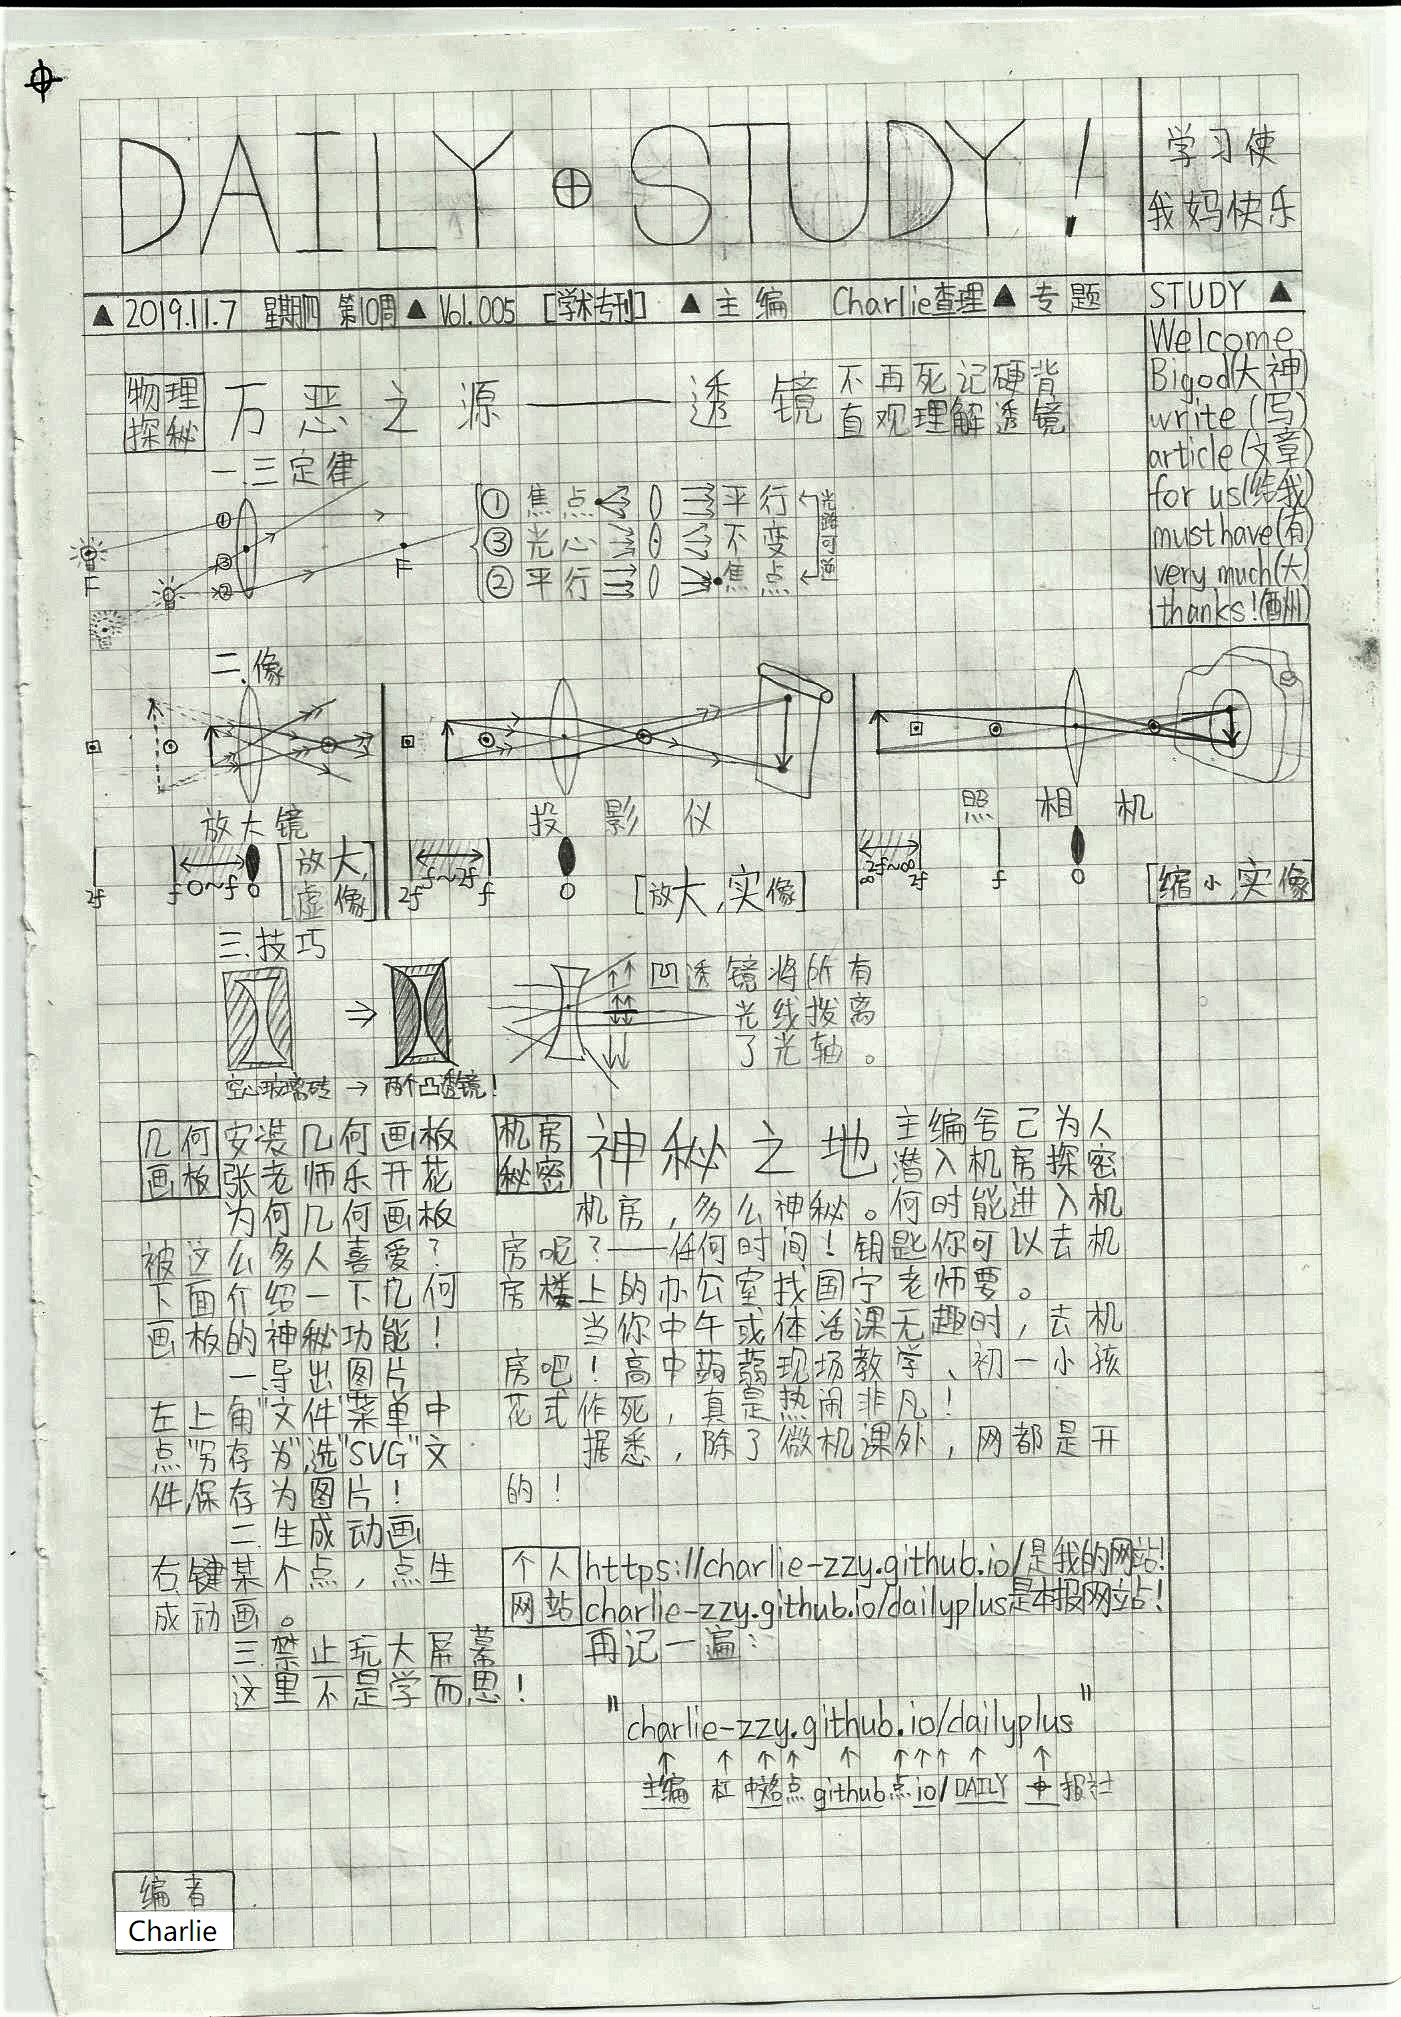 DAILY⊕STUDY!
学习使
我妈快乐
▲2019.11.7 星期四 第10周▲Vol.005 [学术专刊] ▲主编 Charlie查理▲专题 STUDY▲
Welcome
Bigod(大神)
write(写)
article(文章)
for us(给我)
must have(有)
very much(大)
thanks!(酬)
物理
探秘
万恶之源——透镜
不再死记硬背
直观理解透镜
一.三定律
① ③ ② F F
①焦点 平行
③光心 不变
②平行 焦点
光路可逆
二.像
放大镜
2f f 0~f 0
[放大,
虚像]
投影仪
2f f~2f f 0
[放大,实像]
照相机
∞ 2f~∞ 2f f 0
[缩小,实像]
三.技巧
空心玻璃砖→两个凸透镜!
凹透镜将所有
光线拨离
了光轴。
几何
画板
安装几何画板
张老师乐开花
为何几何画板
被这么多人喜爱?
下面介绍一下几何
画板的神秘功能!
一.导出图片
左上角"文件"菜单中
点"另存为",选"SVG"文
件,保存为图片!
二.生成动画
右键某个点,点生
成动画。
三.禁止玩大屏幕
这里不是学而思!
机房
秘密
神秘之地
主编舍己为人
潜入机房探密
机房,多么神秘。何时能进入机
房呢?——任何时间!钥匙你可以去机
房楼上的办公室找国宁老师要。
当你中午或体活课无趣时,去机
房吧!高中蒟蒻现场教学、初一小孩
花式作死,真是热闹非凡!
据悉,除了微机课外,网都是开
的!
个人
网站
https://charlie-zzy.github.io/是我的网站!
charlie-zzy.github.io/dailyplus是本报网站!
再记一遍:
"charlie-zzy.github.io/dailyplus"
主编 杠 点 github 点 io / DAILY 报社
编者
Charlie